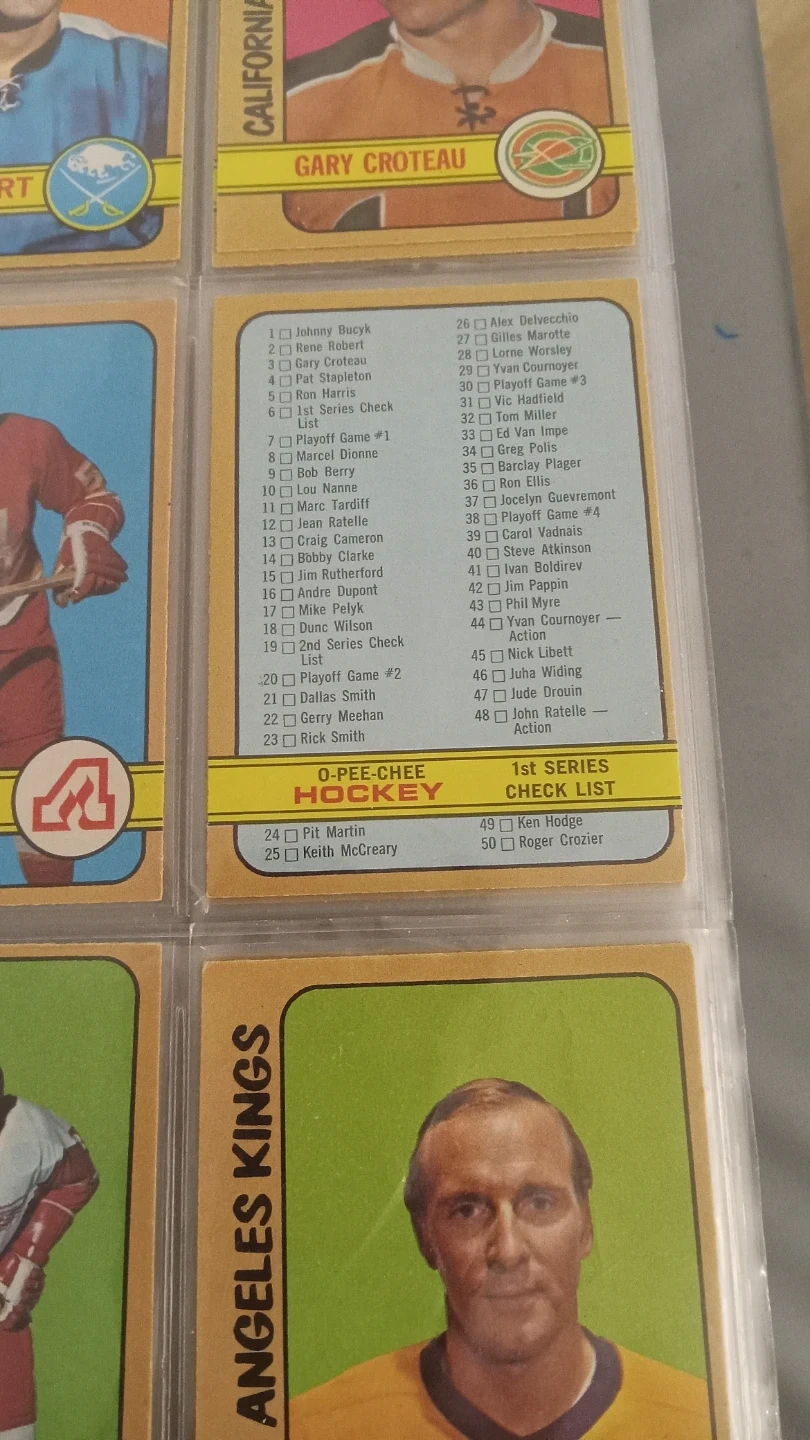 CALIFORNIA
RT
GARY CROTEAU
1 Johnny Bucyk
2 Rene Robert
3 Gary Croteau
4 Pat Stapleton
5 Ron Harris
6 1st Series Check
List
7 Playoff Game #1
8 Marcel Dionne
9 Bob Berry
10 Lou Nanne
11 Marc Tardiff
12 Jean Ratelle
13 Craig Cameron
14 Bobby Clarke
15 Jim Rutherford
16 Andre Dupont
17 Mike Pelyk
18 Dunc Wilson
19 2nd Series Check
List
20 Playoff Game #2
21 Dallas Smith
22 Gerry Meehan
23 Rick Smith
26 Alex Delvecchio
27 Gilles Marotte
28 Lorne Worsley
29 Yvan Cournoyer
30 Playoff Game #3
31 Vic Hadfield
32 Tom Miller
33 Ed Van Impe
34 Greg Polis
35 Barclay Plager
36 Ron Ellis
37 Jocelyn Guevremont
38 Playoff Game #4
39 Carol Vadnais
40 Steve Atkinson
41 Ivan Boldirev
42 Jim Pappin
43 Phil Myre
44 Yvan Cournoyer —
Action
45 Nick Libett
46 Juha Widing
47 Jude Drouin
48 John Ratelle —
Action
O-PEE-CHEE
HOCKEY
1st SERIES
CHECK LIST
24 Pit Martin
25 Keith McCreary
49 Ken Hodge
50 Roger Crozier
ANGELES KINGS